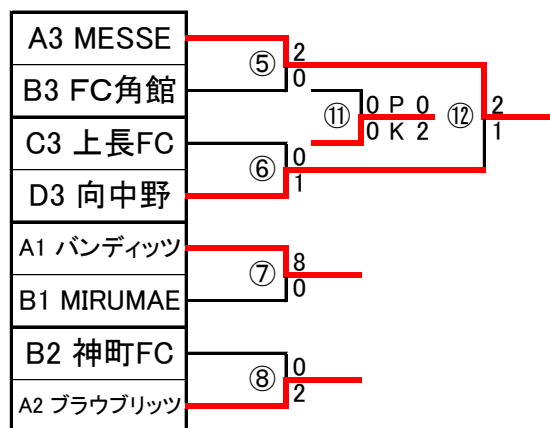 A3 MESSE
⑤
2
0
B3 FC角館
⑪
0 P 0
0 K 2
⑫
2
1
C3 上長FC
⑥
0
1
D3 向中野
A1 バンディッツ
⑦
8
0
B1 MIRUMAE
B2 神町FC
⑧
0
2
A2 ブラウブリッツ